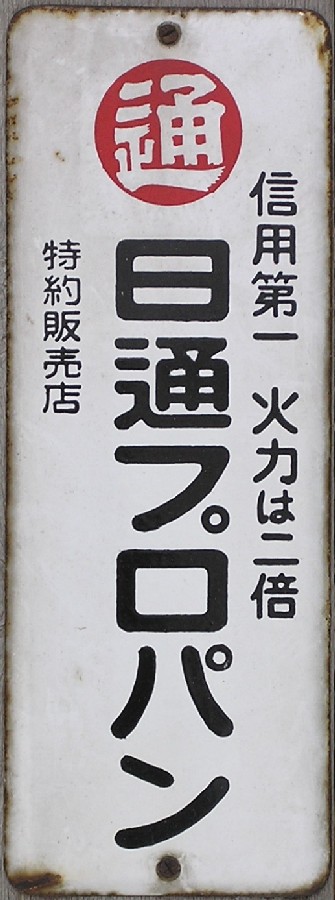 通
信用第一 火力は二倍
日通プロパン
特約販売店